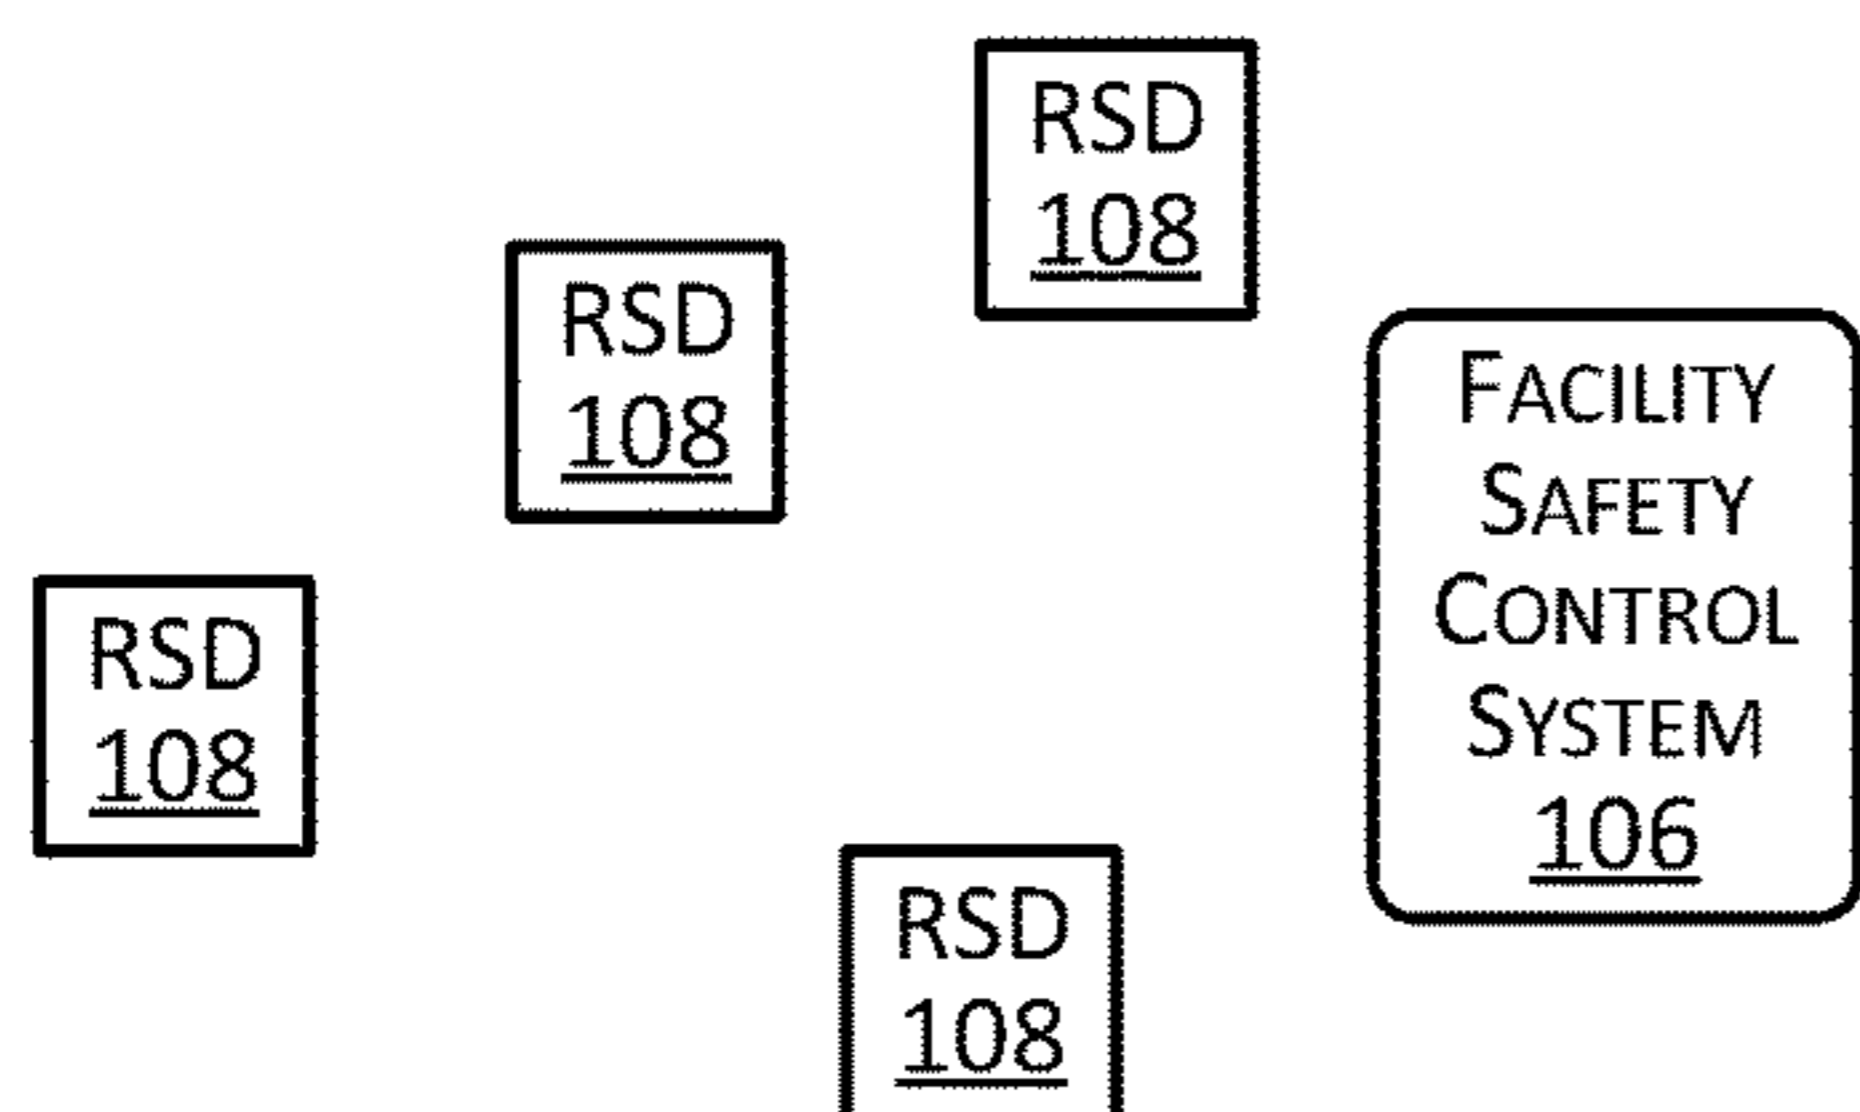 RSD
108
RSD
108
FACILITY
SAFETY
CONTROL
SYSTEM
106
RSD
108
RSD
108